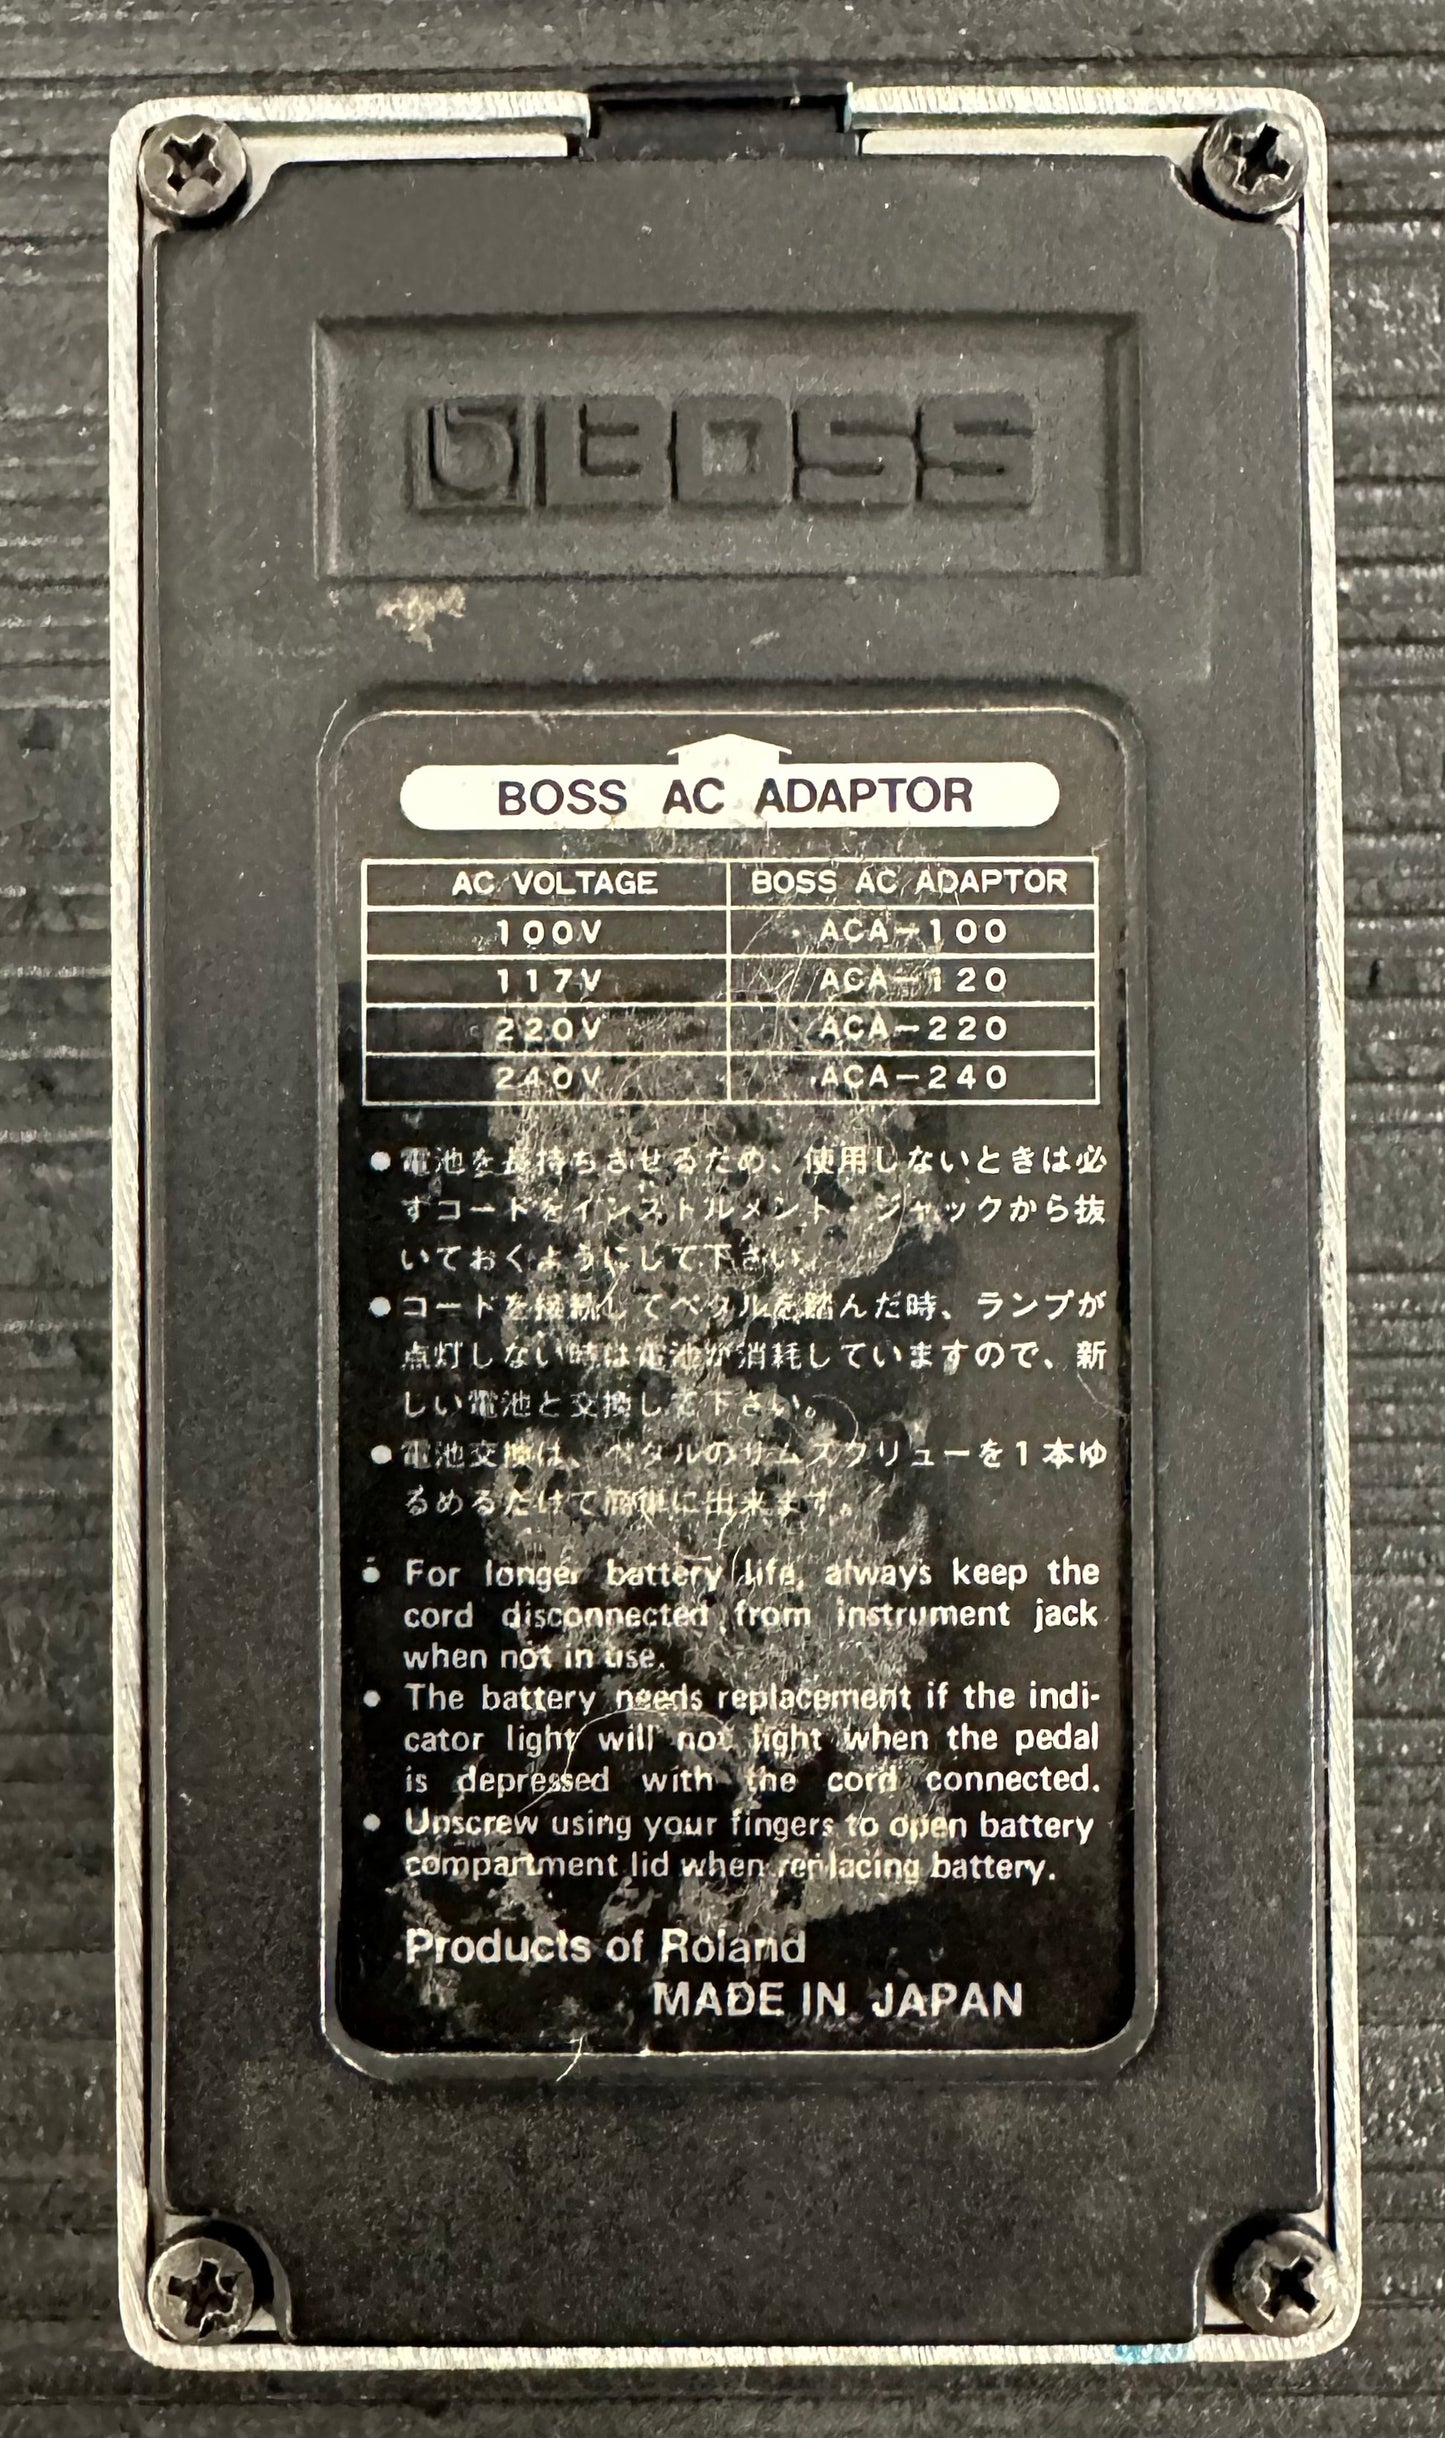 BOSS
BOSS AC ADAPTOR
AC VOLTAGE BOSS AC ADAPTOR
100V ACA-100
117V ACA-120
220V ACA-220
240V ACA-240
●電池を長持ちさせるため、使用しないときは必
ずコードをインストルメント・ジャックから抜
いておくようにして下さい。
●コードを接続してペダルを踏んだ時、ランプが
点灯しない時は電池が消耗していますので、新
しい電池と交換して下さい。
●電池交換は、ペダルのサムスクリューを1本ゆ
るめるだけで簡単に出来ます。
● For longer battery life, always keep the
cord disconnected from instrument jack
when not in use.
● The battery needs replacement if the indi-
cator light will not light when the pedal
is depressed with the cord connected.
● Unscrew using your fingers to open battery
compartment lid when replacing battery.
Products of Roland
MADE IN JAPAN